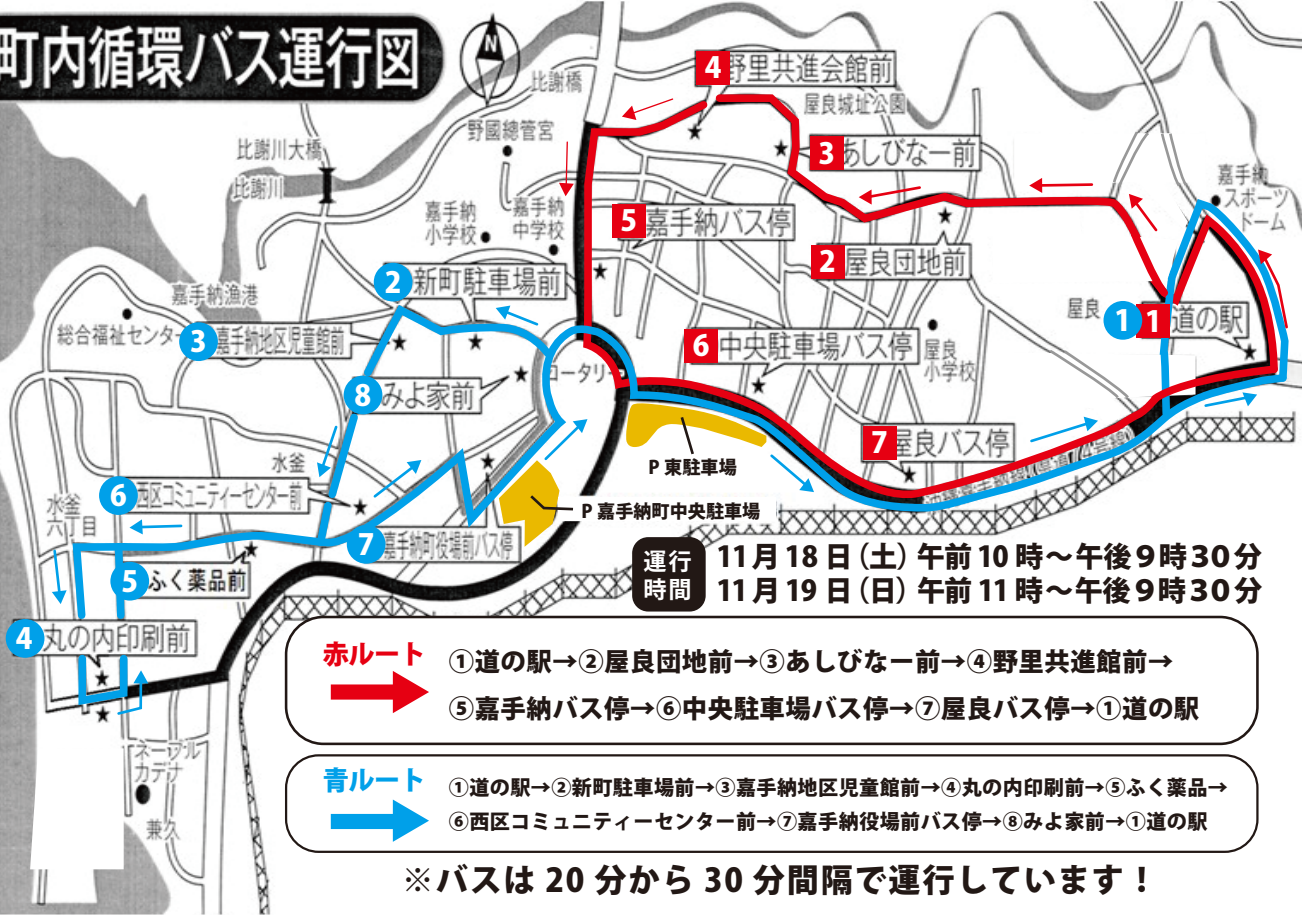 町内循環バス運行図
N
比謝橋
野國總管宮
比謝川大橋
比謝川
嘉手納
小学校
嘉手納
中学校
4 野里共進会館前
屋良城址公園
3 あしびなー前
嘉手納
スポーツ
ドーム
5 嘉手納バス停
2 屋良団地前
2 新町駐車場前
嘉手納漁港
総合福祉センター
3 嘉手納地区児童館前
屋良
1 1 道の駅
6 中央駐車場バス停
屋良
小学校
ロータリー
8 みよ家前
7 屋良バス停
P 東駐車場
水釜
6 西区コミュニティーセンター前
水釜
六丁目
P 嘉手納町中央駐車場
7 嘉手納町役場前バス停
5 ふく薬品前
4 丸の内印刷前
ネーブル
カデナ
兼久
運行
時間
11月18日(土)午前10時〜午後9時30分
11月19日(日)午前11時〜午後9時30分
赤ルート
①道の駅→②屋良団地前→③あしびなー前→④野里共進館前→
⑤嘉手納バス停→⑥中央駐車場バス停→⑦屋良バス停→①道の駅
青ルート
①道の駅→②新町駐車場前→③嘉手納地区児童館前→④丸の内印刷前→⑤ふく薬品→
⑥西区コミュニティーセンター前→⑦嘉手納役場前バス停→⑧みよ家前→①道の駅
※バスは20分から30分間隔で運行しています！